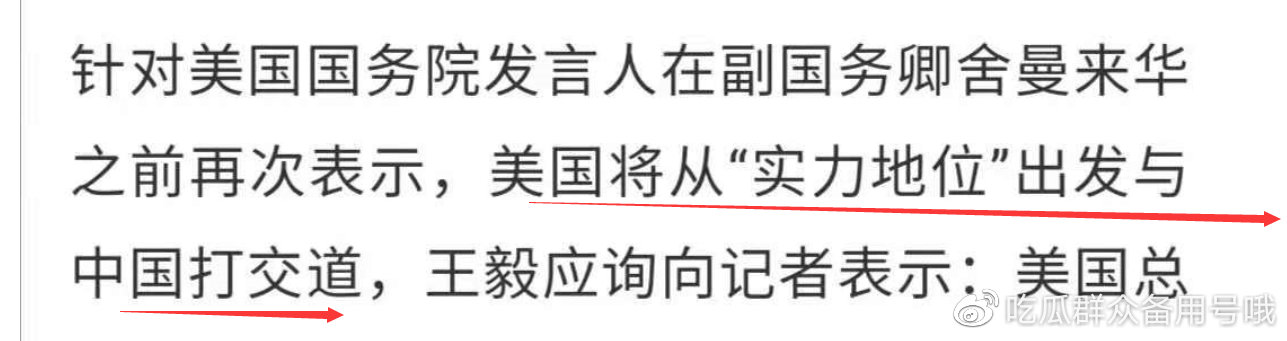 针对美国国务院发言人在副国务卿舍曼来华
之前再次表示，美国将从“实力地位”出发与
中国打交道，王毅应询向记者表示：美国总
吃瓜群众备用号哦